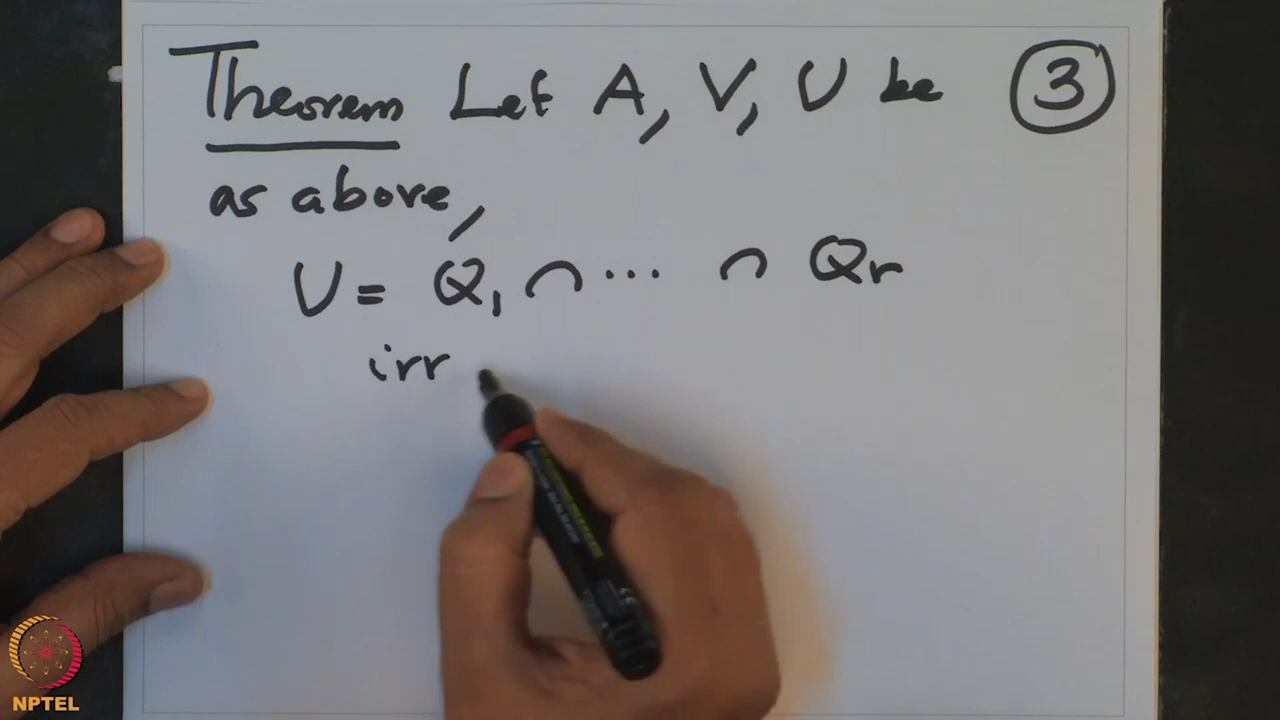 Theorem Let A, V, U be ③
as above,
U = Q₁ ∩ ... ∩ Qr
irr
NPTEL